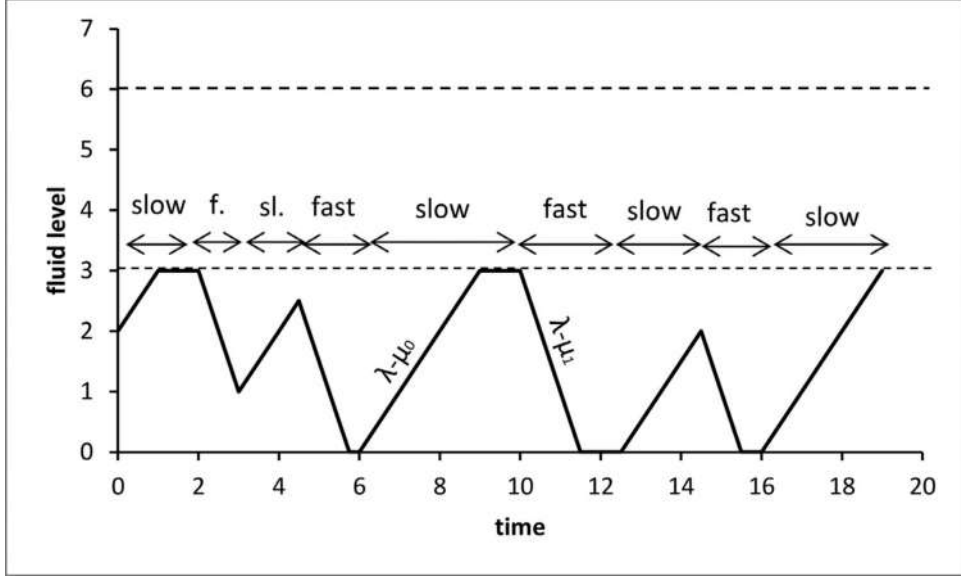 7
6
5
4
3
2
1
0
fluid level
slow f. sl. fast slow fast slow fast slow
λ-μ₀
λ-μ₁
0 2 4 6 8 10 12 14 16 18 20
time